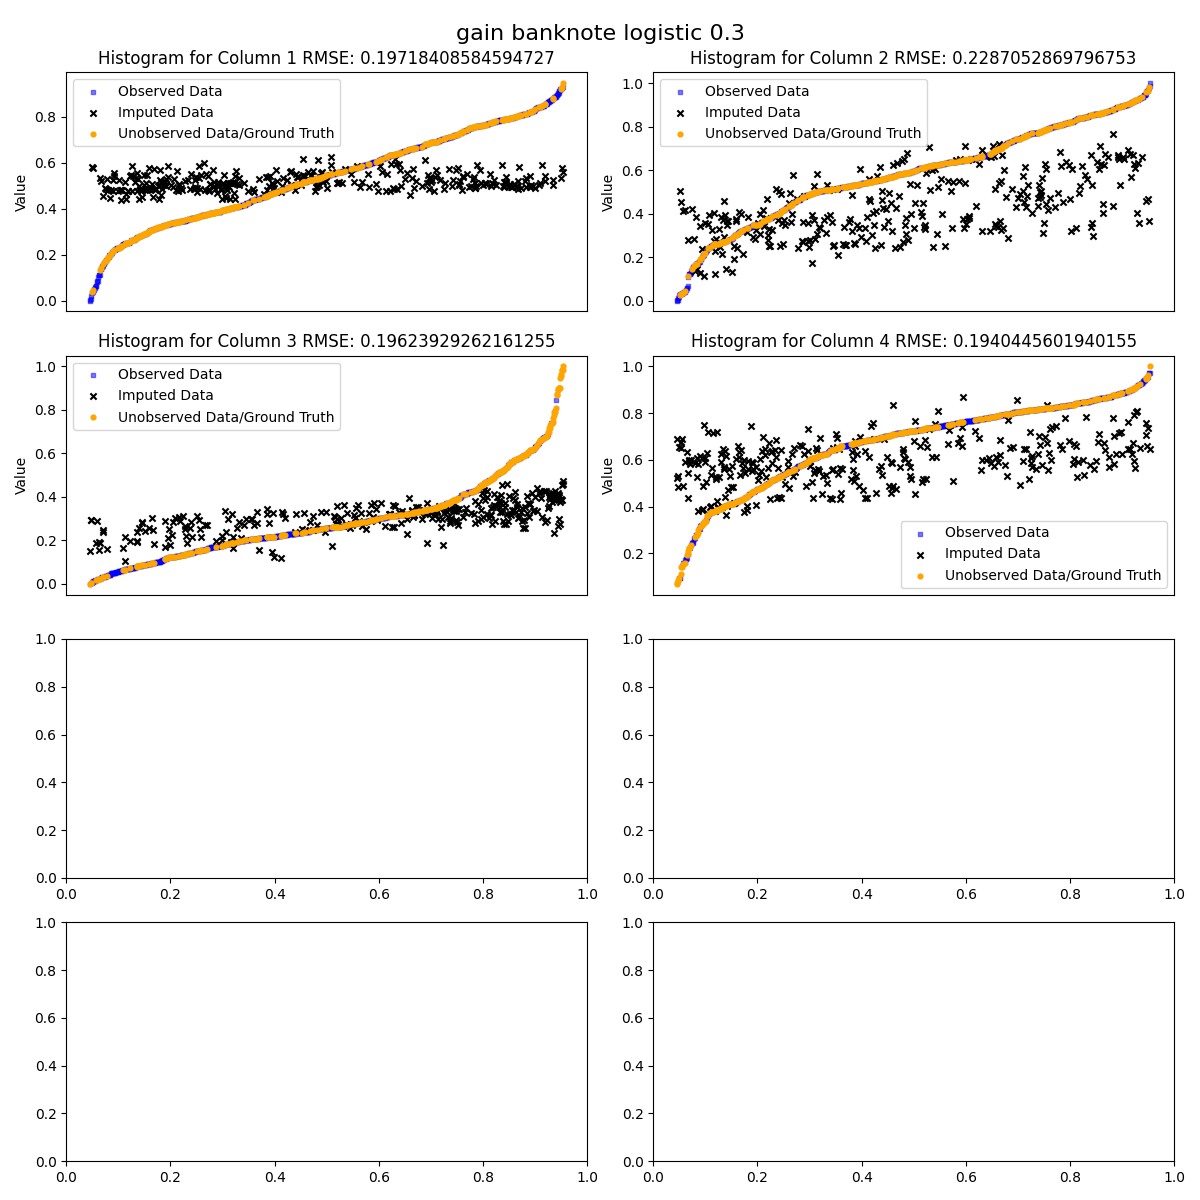 gain banknote logistic 0.3
Histogram for Column 1 RMSE: 0.19718408584594727
Histogram for Column 2 RMSE: 0.2287052869796753
Observed Data
Imputed Data
Unobserved Data/Ground Truth
Value
0.8
0.6
0.4
0.2
0.0
Observed Data
Imputed Data
Unobserved Data/Ground Truth
Value
1.0
0.8
0.6
0.4
0.2
0.0
Histogram for Column 3 RMSE: 0.19623929262161255
Histogram for Column 4 RMSE: 0.1940445601940155
Observed Data
Imputed Data
Unobserved Data/Ground Truth
Value
1.0
0.8
0.6
0.4
0.2
0.0
Value
1.0
0.8
0.6
0.4
0.2
Observed Data
Imputed Data
Unobserved Data/Ground Truth
1.0
0.8
0.6
0.4
0.2
0.0
0.0 0.2 0.4 0.6 0.8 1.0
1.0
0.8
0.6
0.4
0.2
0.0
0.0 0.2 0.4 0.6 0.8 1.0
1.0
0.8
0.6
0.4
0.2
0.0
0.0 0.2 0.4 0.6 0.8 1.0
1.0
0.8
0.6
0.4
0.2
0.0
0.0 0.2 0.4 0.6 0.8 1.0